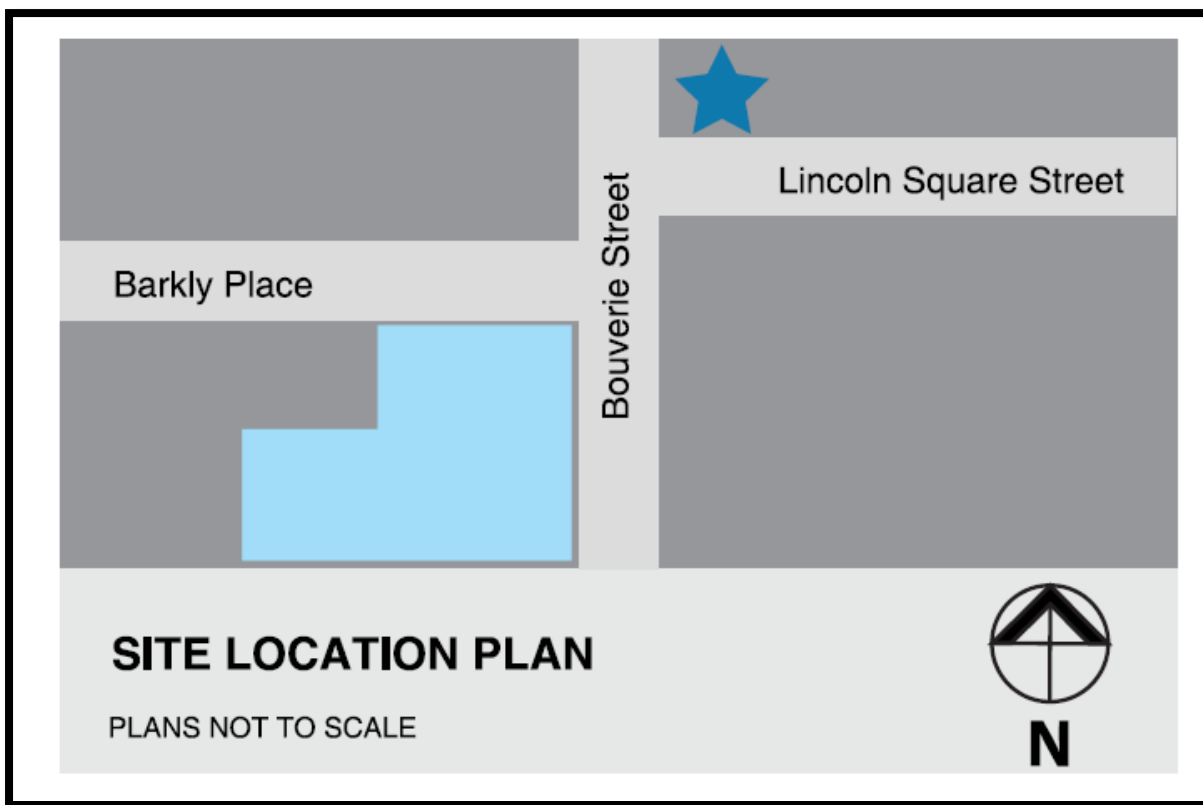 Lincoln Square Street
Bouverie Street
Barkly Place
SITE LOCATION PLAN
PLANS NOT TO SCALE
N